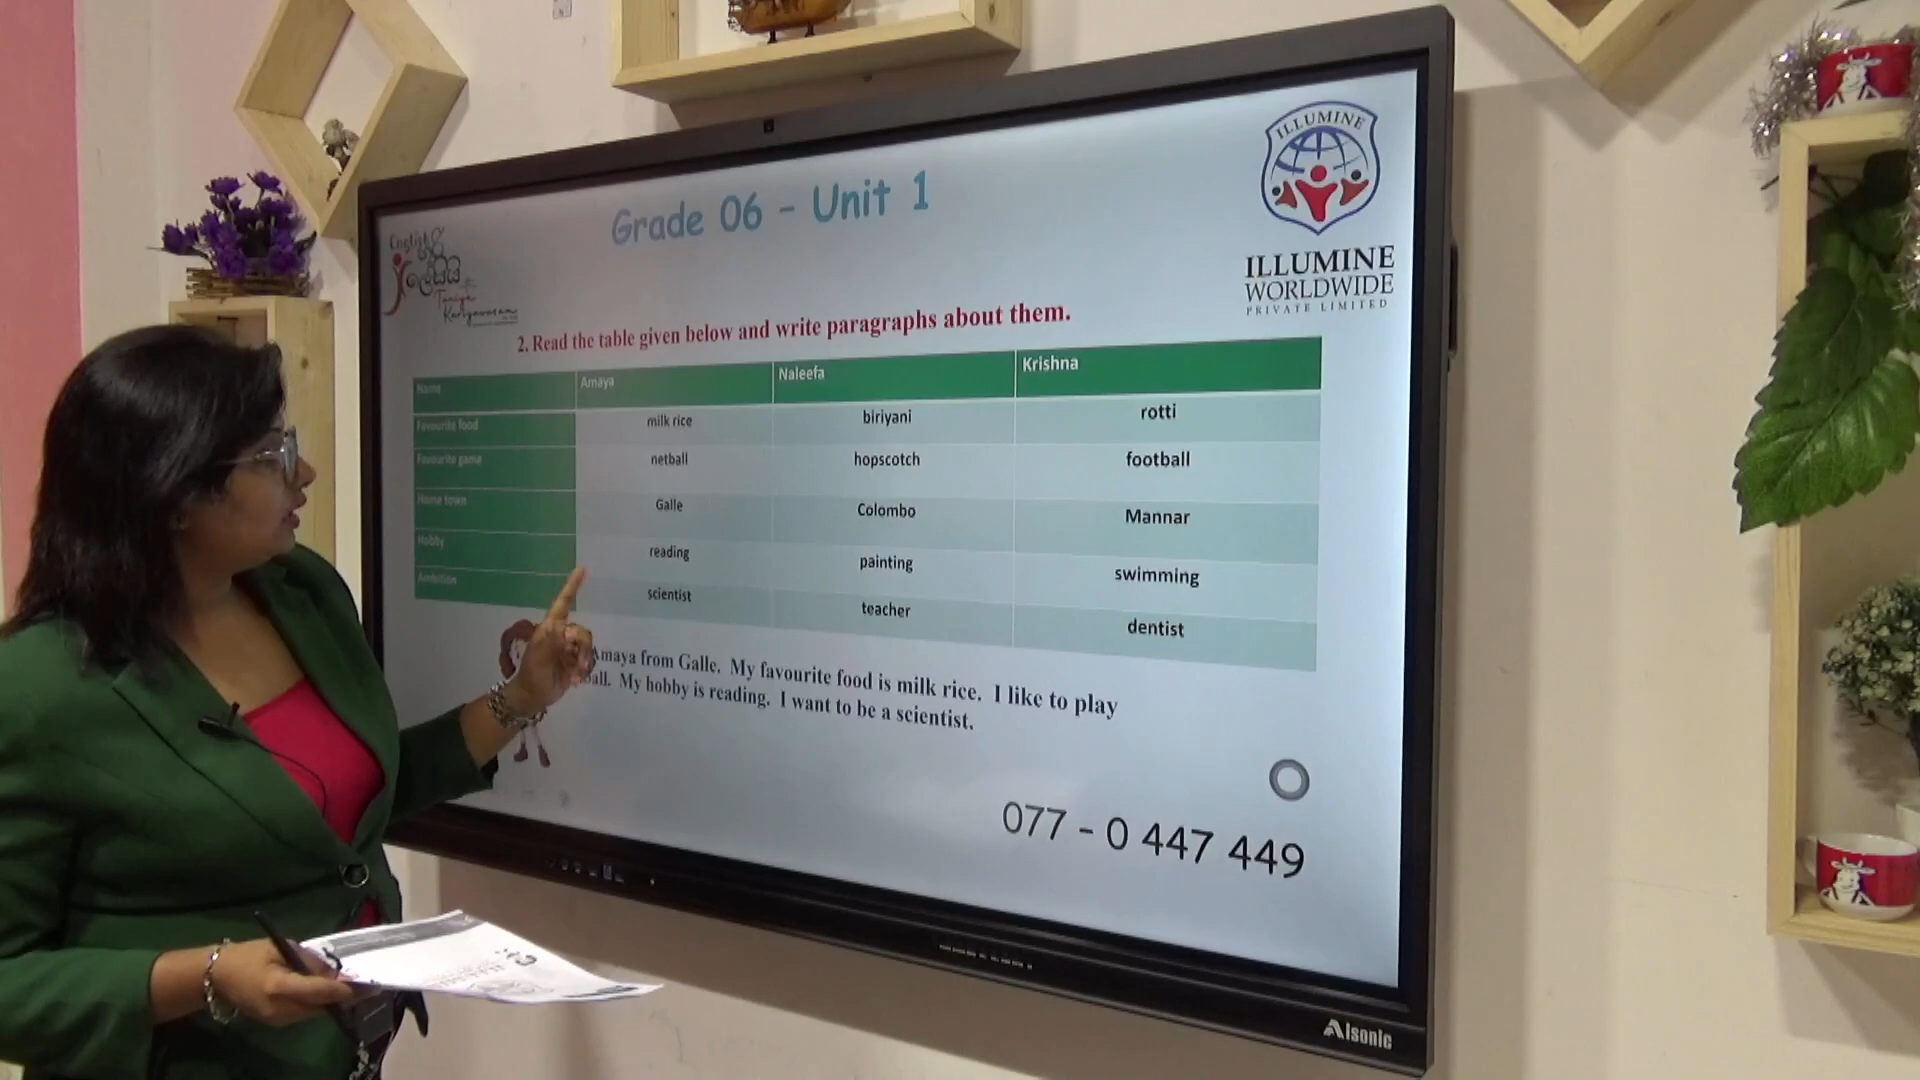 Grade 06 - Unit 1
English
ලේසියි
ILLUMINE
ILLUMINE
WORLDWIDE
PRIVATE LIMITED
2. Read the table given below and write paragraphs about them.
Name Amaya Naleefa Krishna
Favourite food milk rice biriyani rotti
Favourite game netball hopscotch football
Home town Galle Colombo Mannar
Hobby reading painting swimming
Ambition scientist teacher dentist
Amaya from Galle. My favourite food is milk rice. I like to play
ball. My hobby is reading. I want to be a scientist.
077 - 0 447 449
Alsonic